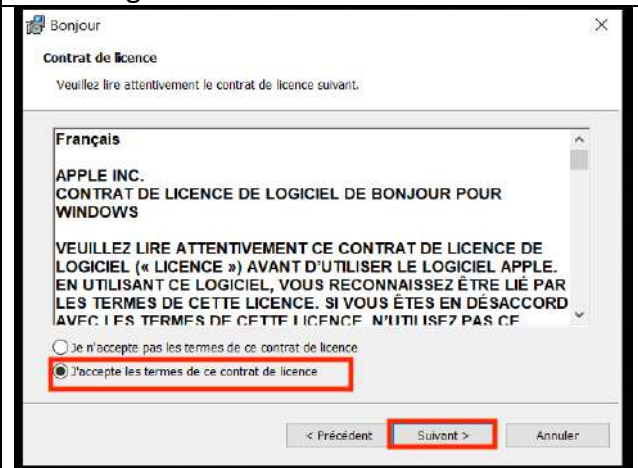 Bonjour
Contrat de licence
Veuillez lire attentivement le contrat de licence suivant.
Français
APPLE INC.
CONTRAT DE LICENCE DE LOGICIEL DE BONJOUR POUR
WINDOWS
VEUILLEZ LIRE ATTENTIVEMENT CE CONTRAT DE LICENCE DE
LOGICIEL (« LICENCE ») AVANT D'UTILISER LE LOGICIEL APPLE.
EN UTILISANT CE LOGICIEL, VOUS RECONNAISSEZ ÊTRE LIÉ PAR
LES TERMES DE CETTE LICENCE. SI VOUS ÊTES EN DÉSACCORD
AVEC LES TERMES DE CETTE LICENCE, N'UTILISEZ PAS CE
Je n'accepte pas les termes de ce contrat de licence
J'accepte les termes de ce contrat de licence
< Précédent
Suivant >
Annuler